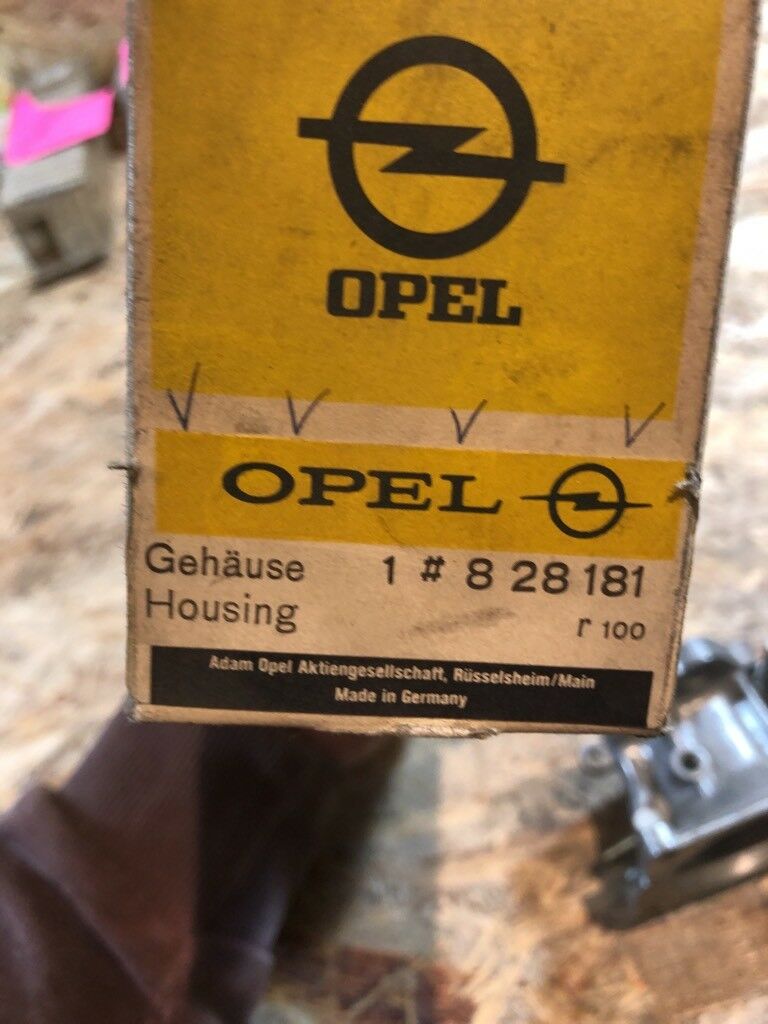 OPEL
OPEL
Gehäuse 1 # 8 28 181
Housing r 100
Adam Opel Aktiengesellschaft, Rüsselsheim/Main
Made in Germany